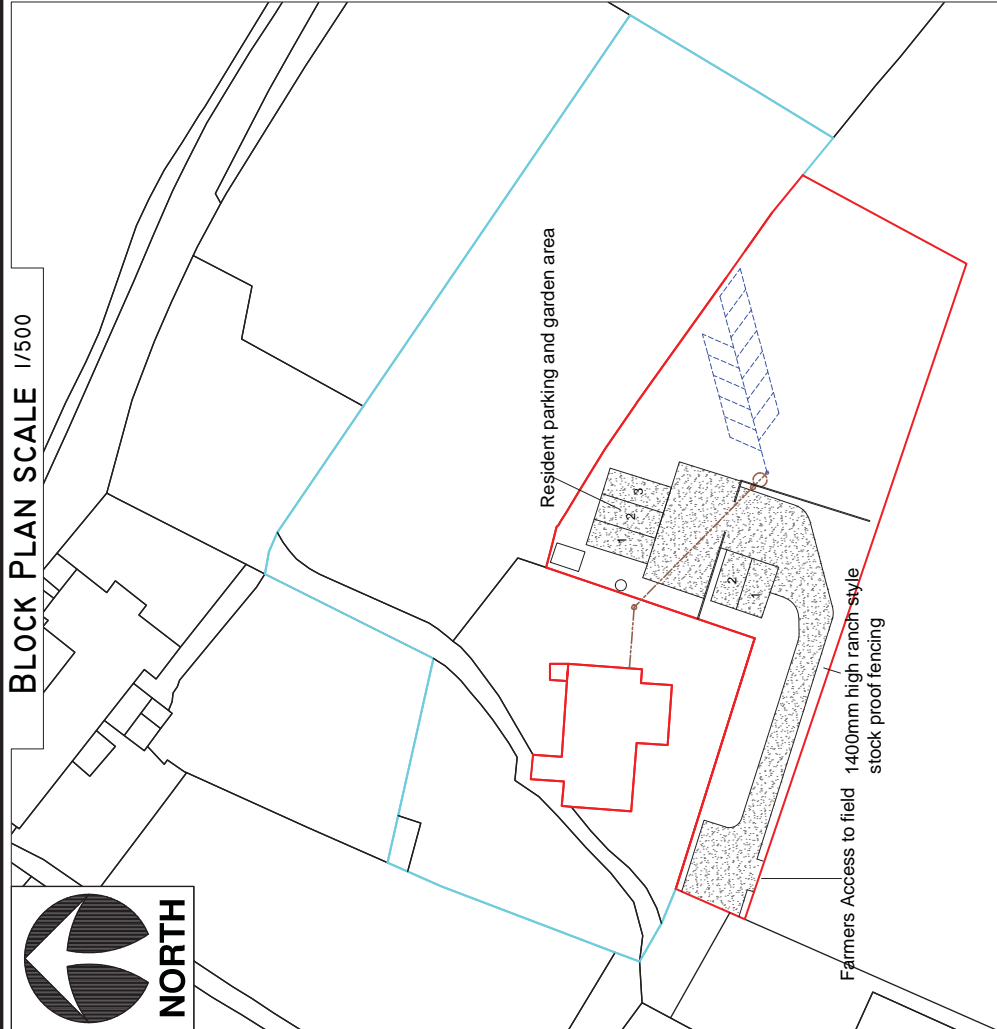 BLOCK PLAN SCALE 1/500
Resident parking and garden area
1 2 3
2
1
1400mm high ranch style
stock proof fencing
Farmers Access to field
NORTH